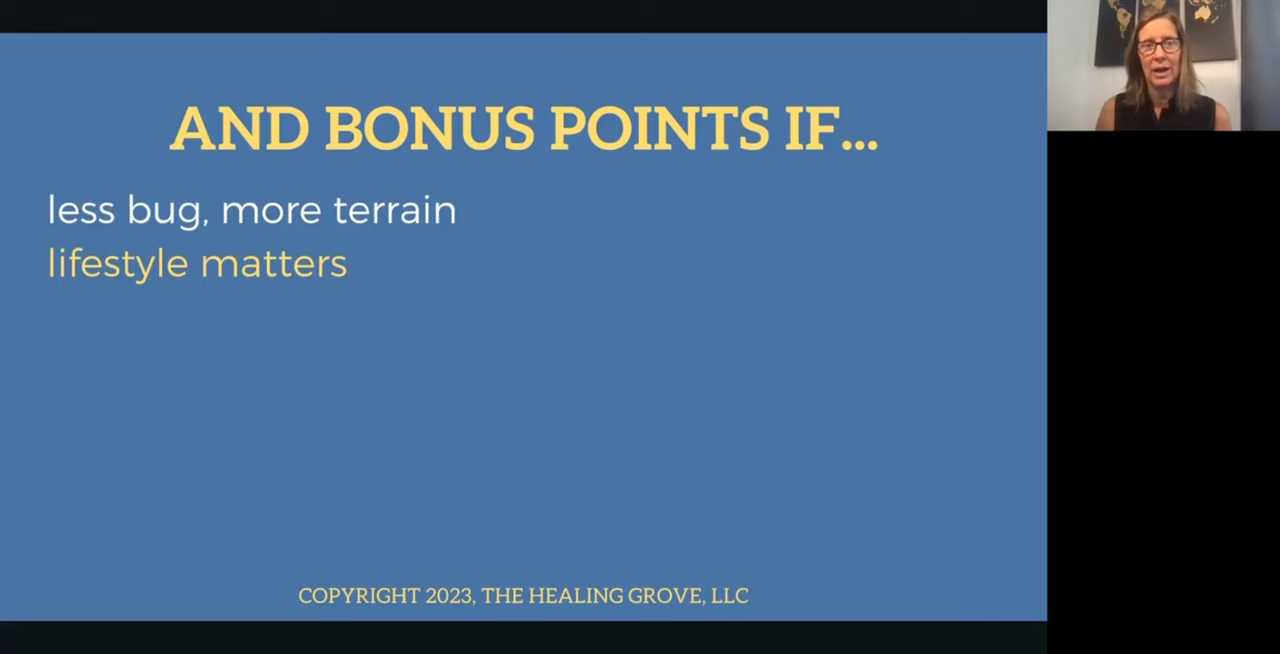 AND BONUS POINTS IF...
less bug, more terrain
lifestyle matters
COPYRIGHT 2023, THE HEALING GROVE, LLC